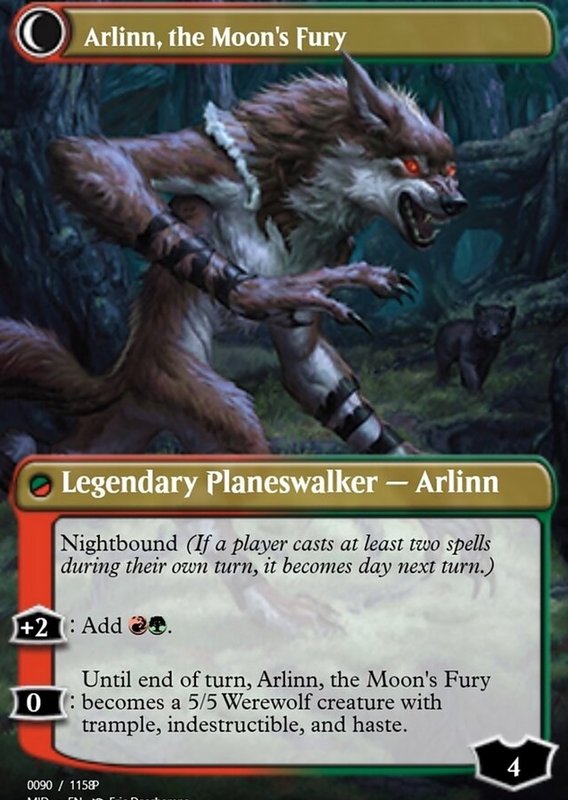 Arlinn, the Moon's Fury
Legendary Planeswalker — Arlinn
Nightbound (If a player casts at least two spells
during their own turn, it becomes day next turn.)
+2 : Add .
Until end of turn, Arlinn, the Moon's Fury
0 : becomes a 5/5 Werewolf creature with
trample, indestructible, and haste.
4
0090 / 1158P